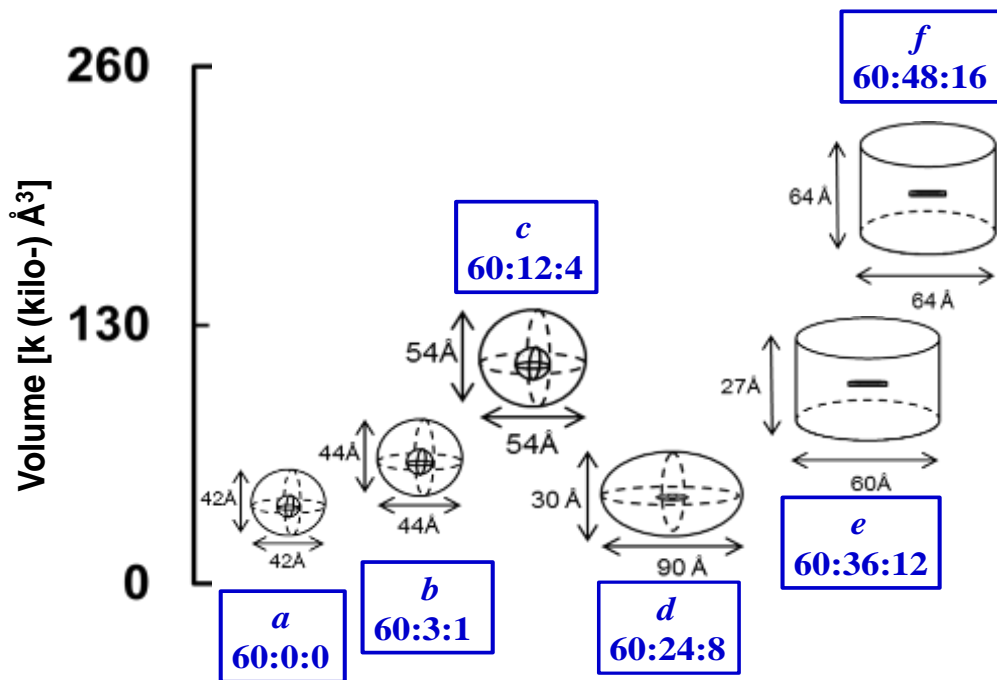 Volume [k (kilo-) Å³]
260
130
0
a
60:0:0
42Å
42Å
b
60:3:1
44Å
44Å
c
60:12:4
54Å
54Å
d
60:24:8
30 Å
90 Å
e
60:36:12
27Å
60Å
f
60:48:16
64 Å
64 Å